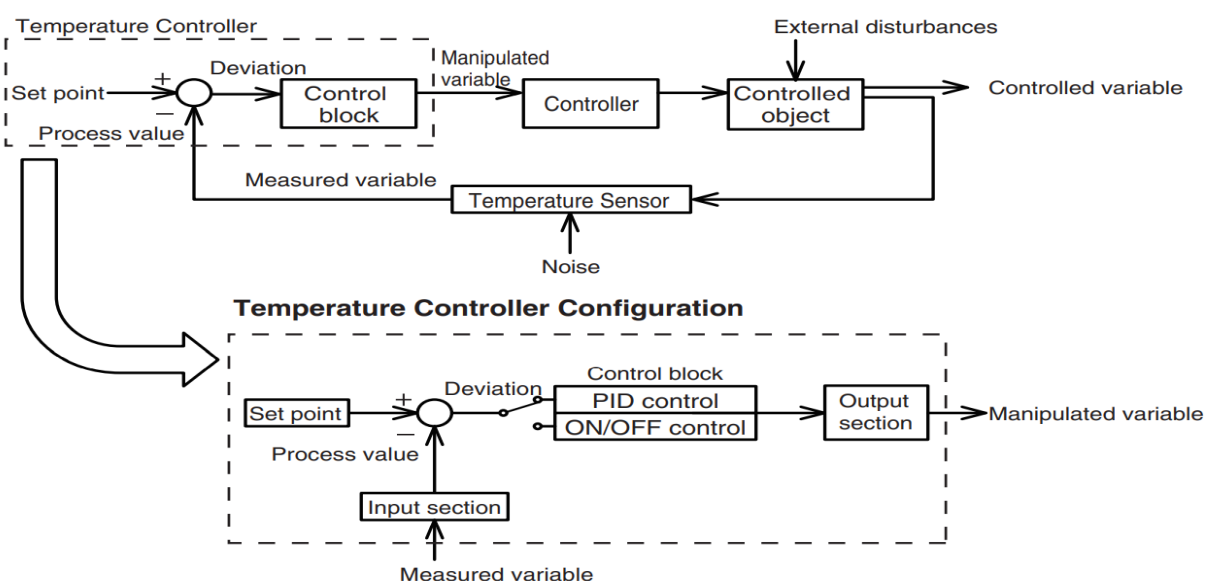 Temperature Controller
External disturbances
Deviation
Manipulated
variable
+
Set point
Control
block
Controller
Controlled
object
Controlled variable
−
Process value
Measured variable
Temperature Sensor
Noise
Temperature Controller Configuration
Control block
Deviation
+
PID control
Set point
ON/OFF control
Output
section
Manipulated variable
−
Process value
Input section
Measured variable